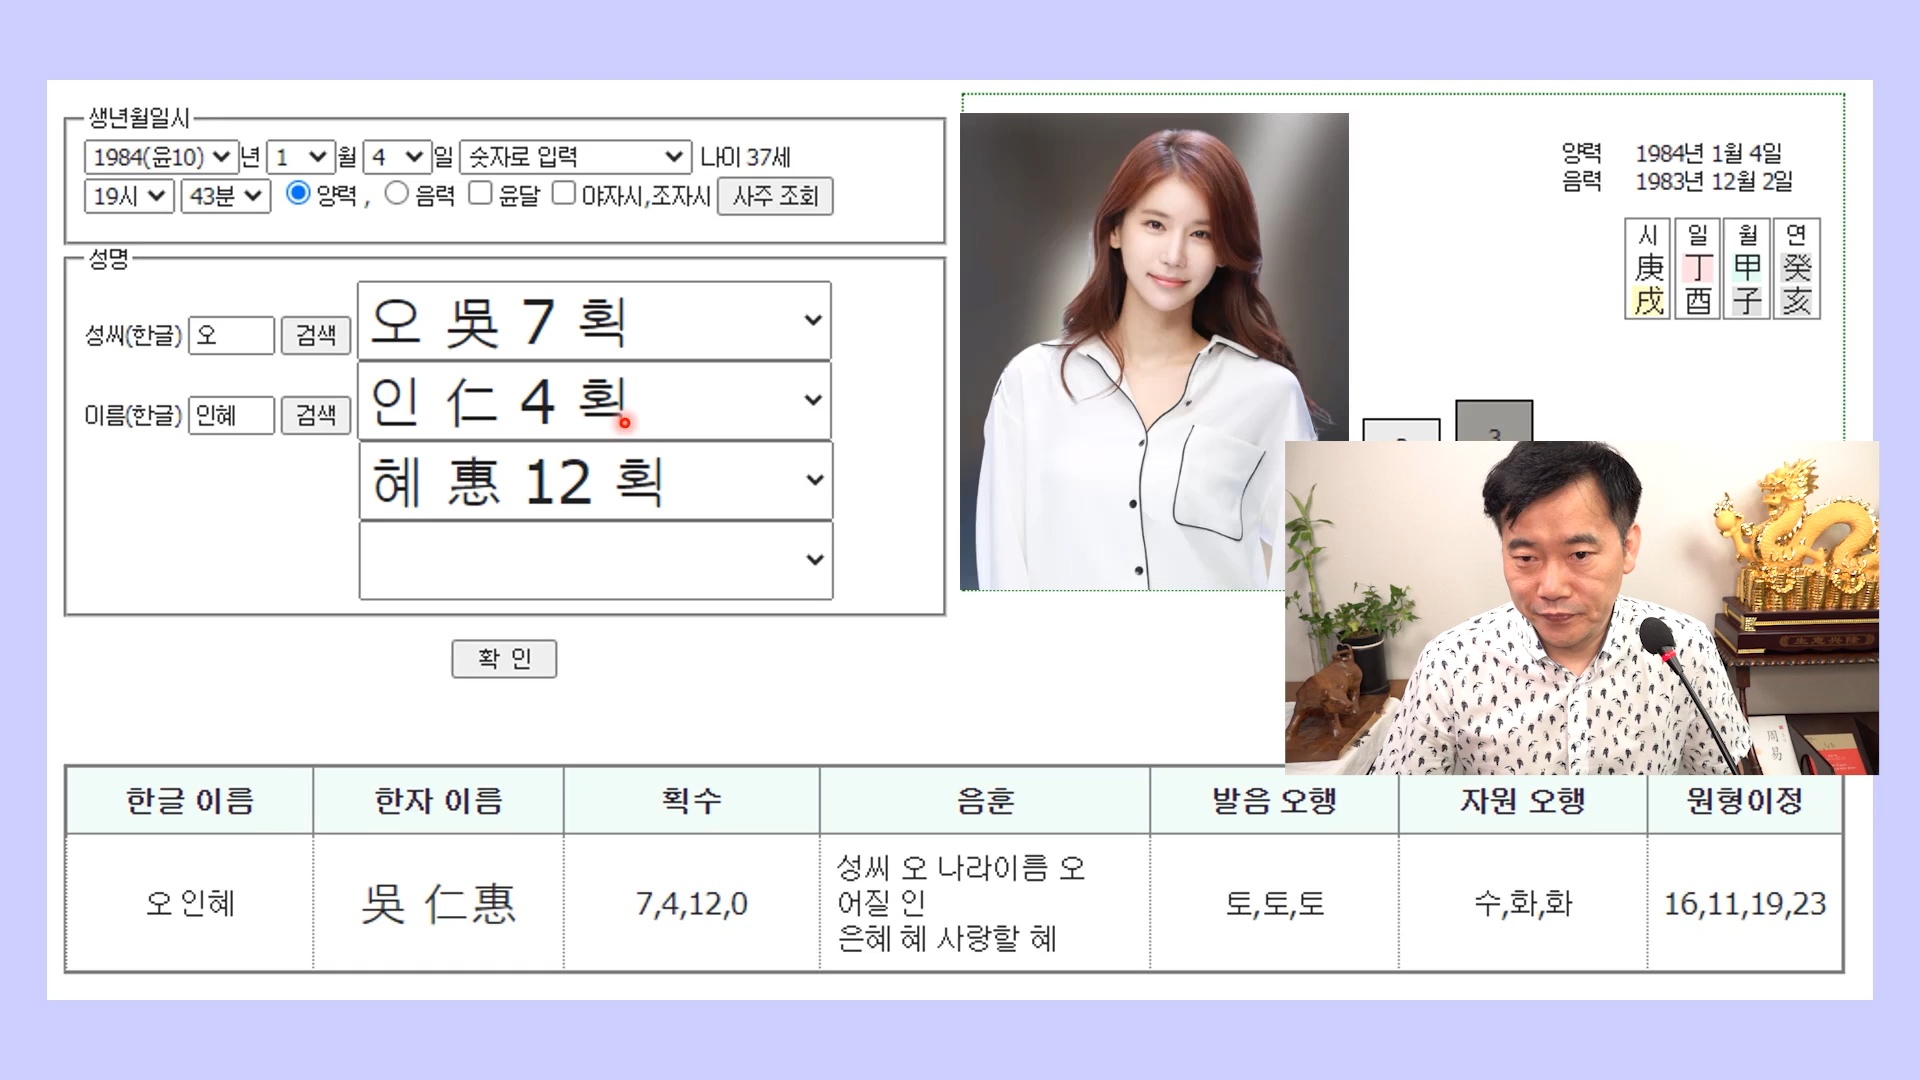 생년월일시
1984(윤10) 년 1 월 4 일 숫자로 입력 나이 37세
19시 43분 양력 , 음력 윤달 야자시,조자시 사주 조회
성명
성씨(한글) 오 검색 오 吳 7 획
이름(한글) 인혜 검색 인 仁 4 획
혜 惠 12 획
확 인
양력 1984년 1월 4일
음력 1983년 12월 2일
시 일 월 연
庚 丁 甲 癸
戌 酉 子 亥
3
周易
한글 이름 한자 이름 획수 음훈 발음 오행 자원 오행 원형이정
오 인혜 吳 仁惠 7,4,12,0 성씨 오 나라이름 오
어질 인
은혜 혜 사랑할 혜
토,토,토 수,화,화 16,11,19,23